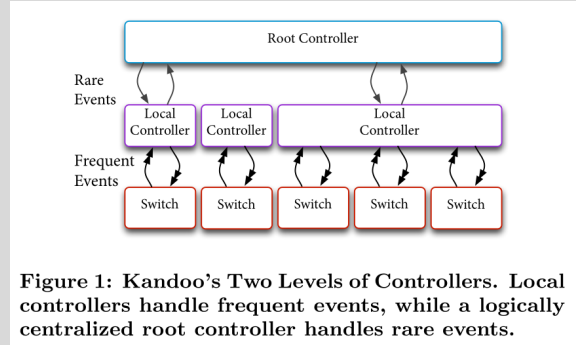 Root Controller
Rare
Events
Local
Controller
Local
Controller
Local
Controller
Frequent
Events
Switch
Switch
Switch
Switch
Switch
Figure 1: Kandoo's Two Levels of Controllers. Local
controllers handle frequent events, while a logically
centralized root controller handles rare events.